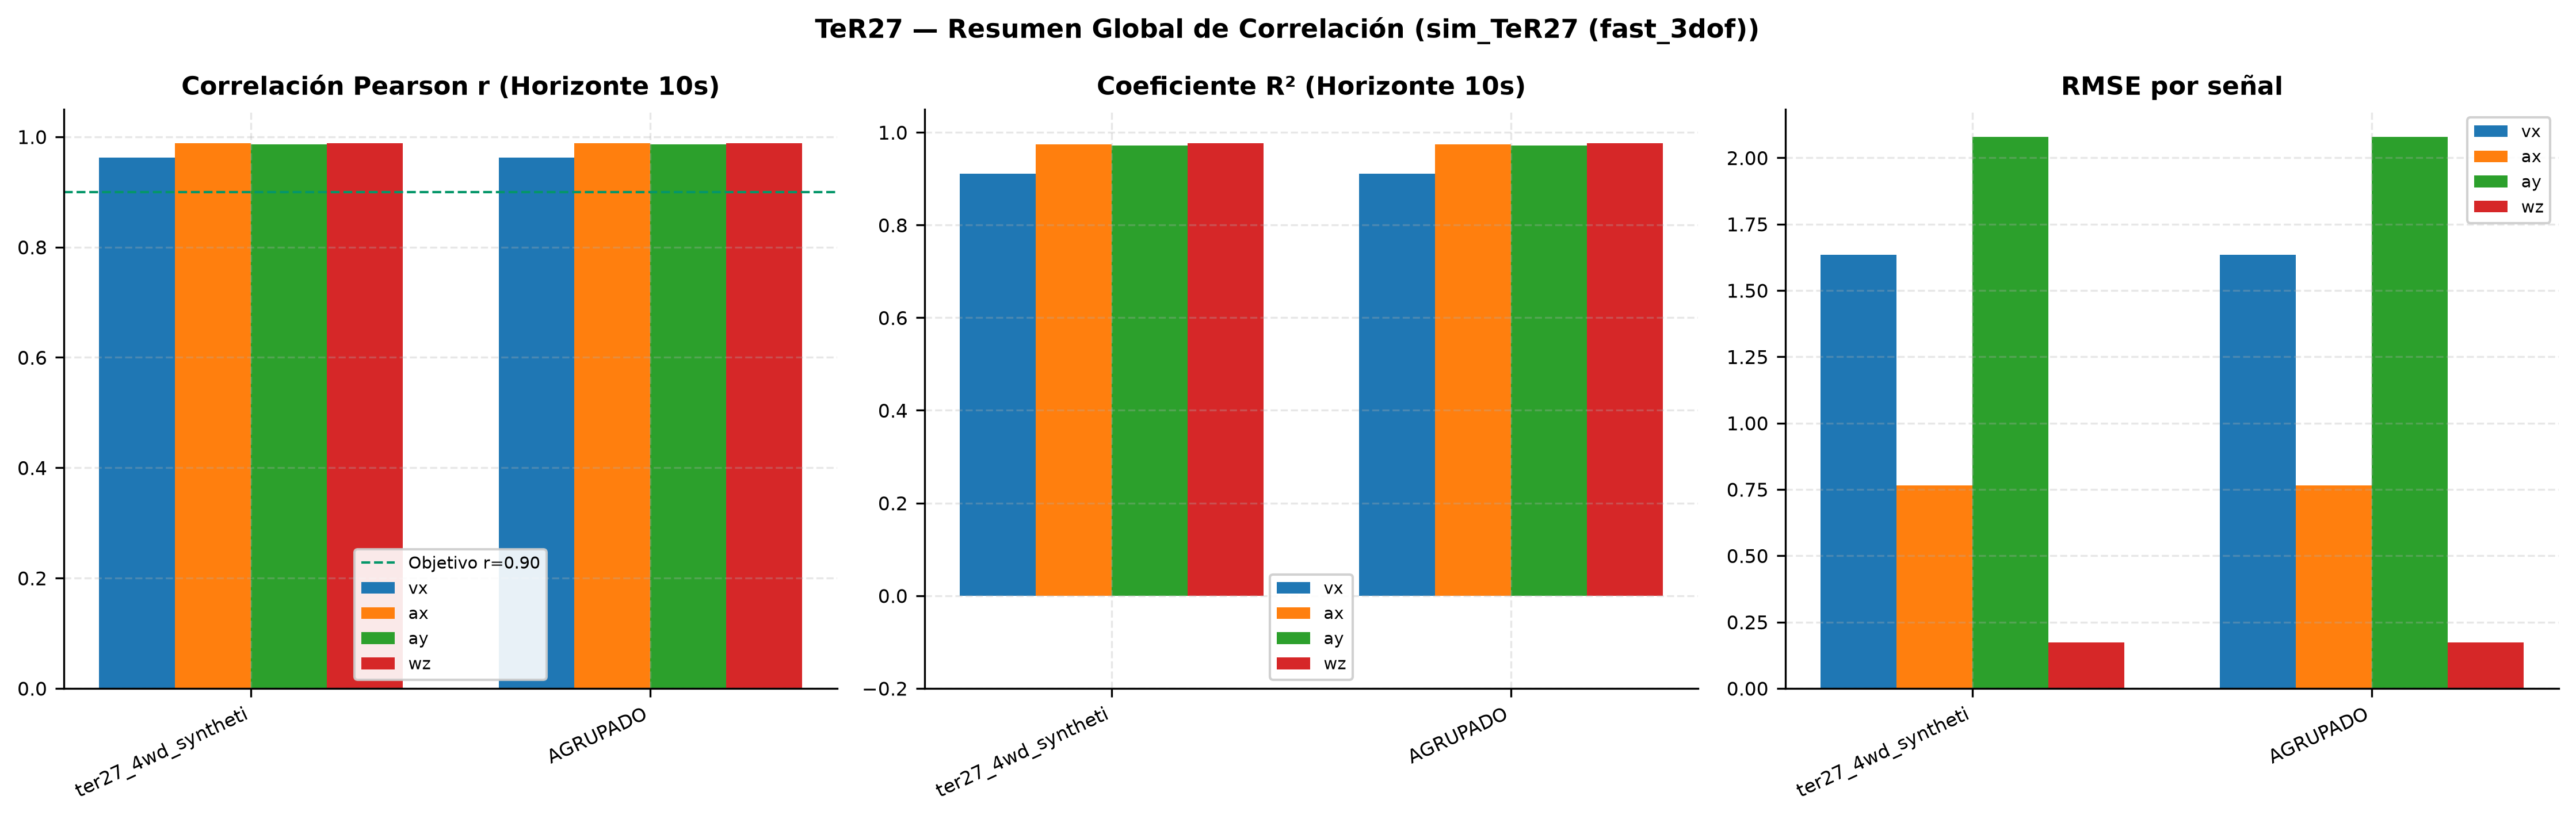 TeR27 — Resumen Global de Correlación (sim_TeR27 (fast_3dof))
Correlación Pearson r (Horizonte 10s)
1.0
0.8
0.6
0.4
0.2
0.0
Objetivo r=0.90
vx
ax
ay
wz
ter27_4wd_syntheti
AGRUPADO
Coeficiente R² (Horizonte 10s)
1.0
0.8
0.6
0.4
0.2
0.0
−0.2
vx
ax
ay
wz
ter27_4wd_syntheti
AGRUPADO
RMSE por señal
2.00
1.75
1.50
1.25
1.00
0.75
0.50
0.25
0.00
vx
ax
ay
wz
ter27_4wd_syntheti
AGRUPADO